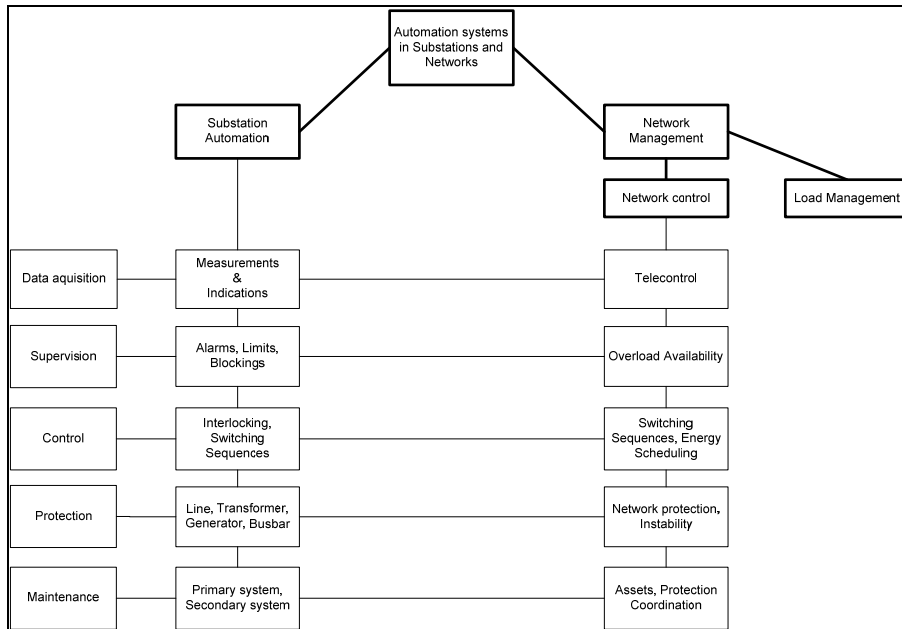 Automation systems
in Substations and
Networks
Substation
Automation
Network
Management
Network control
Load Management
Data aquisition
Measurements
&
Indications
Telecontrol
Supervision
Alarms, Limits,
Blockings
Overload Availability
Control
Interlocking,
Switching
Sequences
Switching
Sequences, Energy
Scheduling
Protection
Line, Transformer,
Generator, Busbar
Network protection,
Instability
Maintenance
Primary system,
Secondary system
Assets, Protection
Coordination